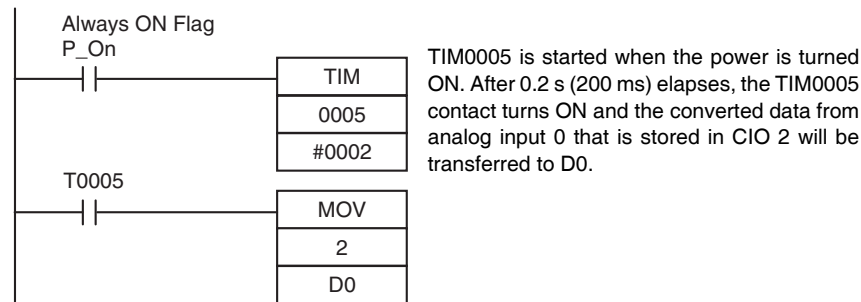 Always ON Flag
P_On
TIM
0005
#0002
T0005
MOV
2
D0
TIM0005 is started when the power is turned
ON. After 0.2 s (200 ms) elapses, the TIM0005
contact turns ON and the converted data from
analog input 0 that is stored in CIO 2 will be
transferred to D0.